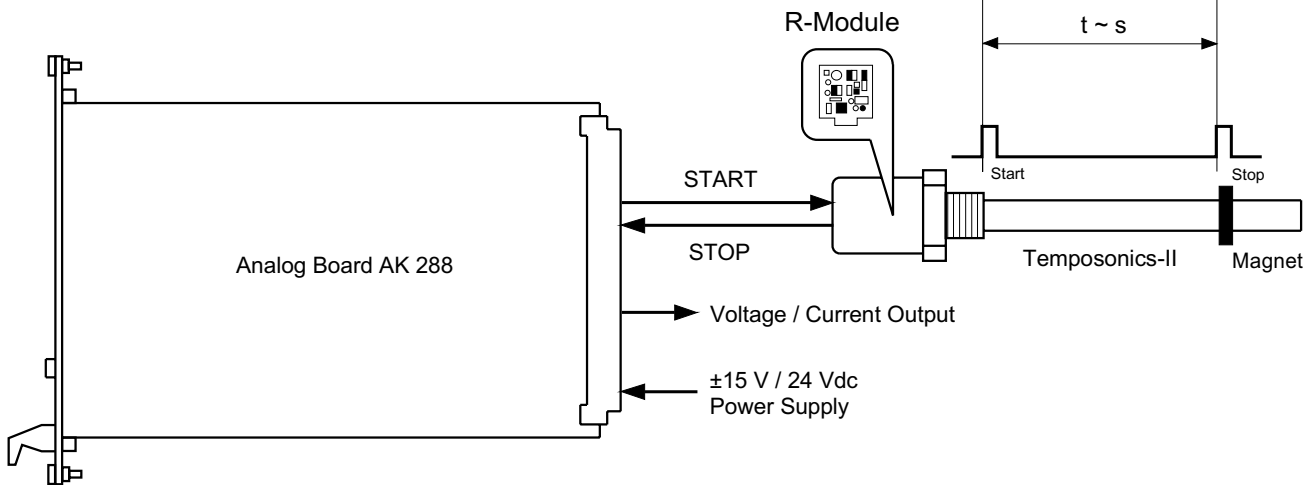 R-Module
t ~ s
Start
Stop
START
STOP
Analog Board AK 288
Temposonics-II
Magnet
Voltage / Current Output
±15 V / 24 Vdc
Power Supply